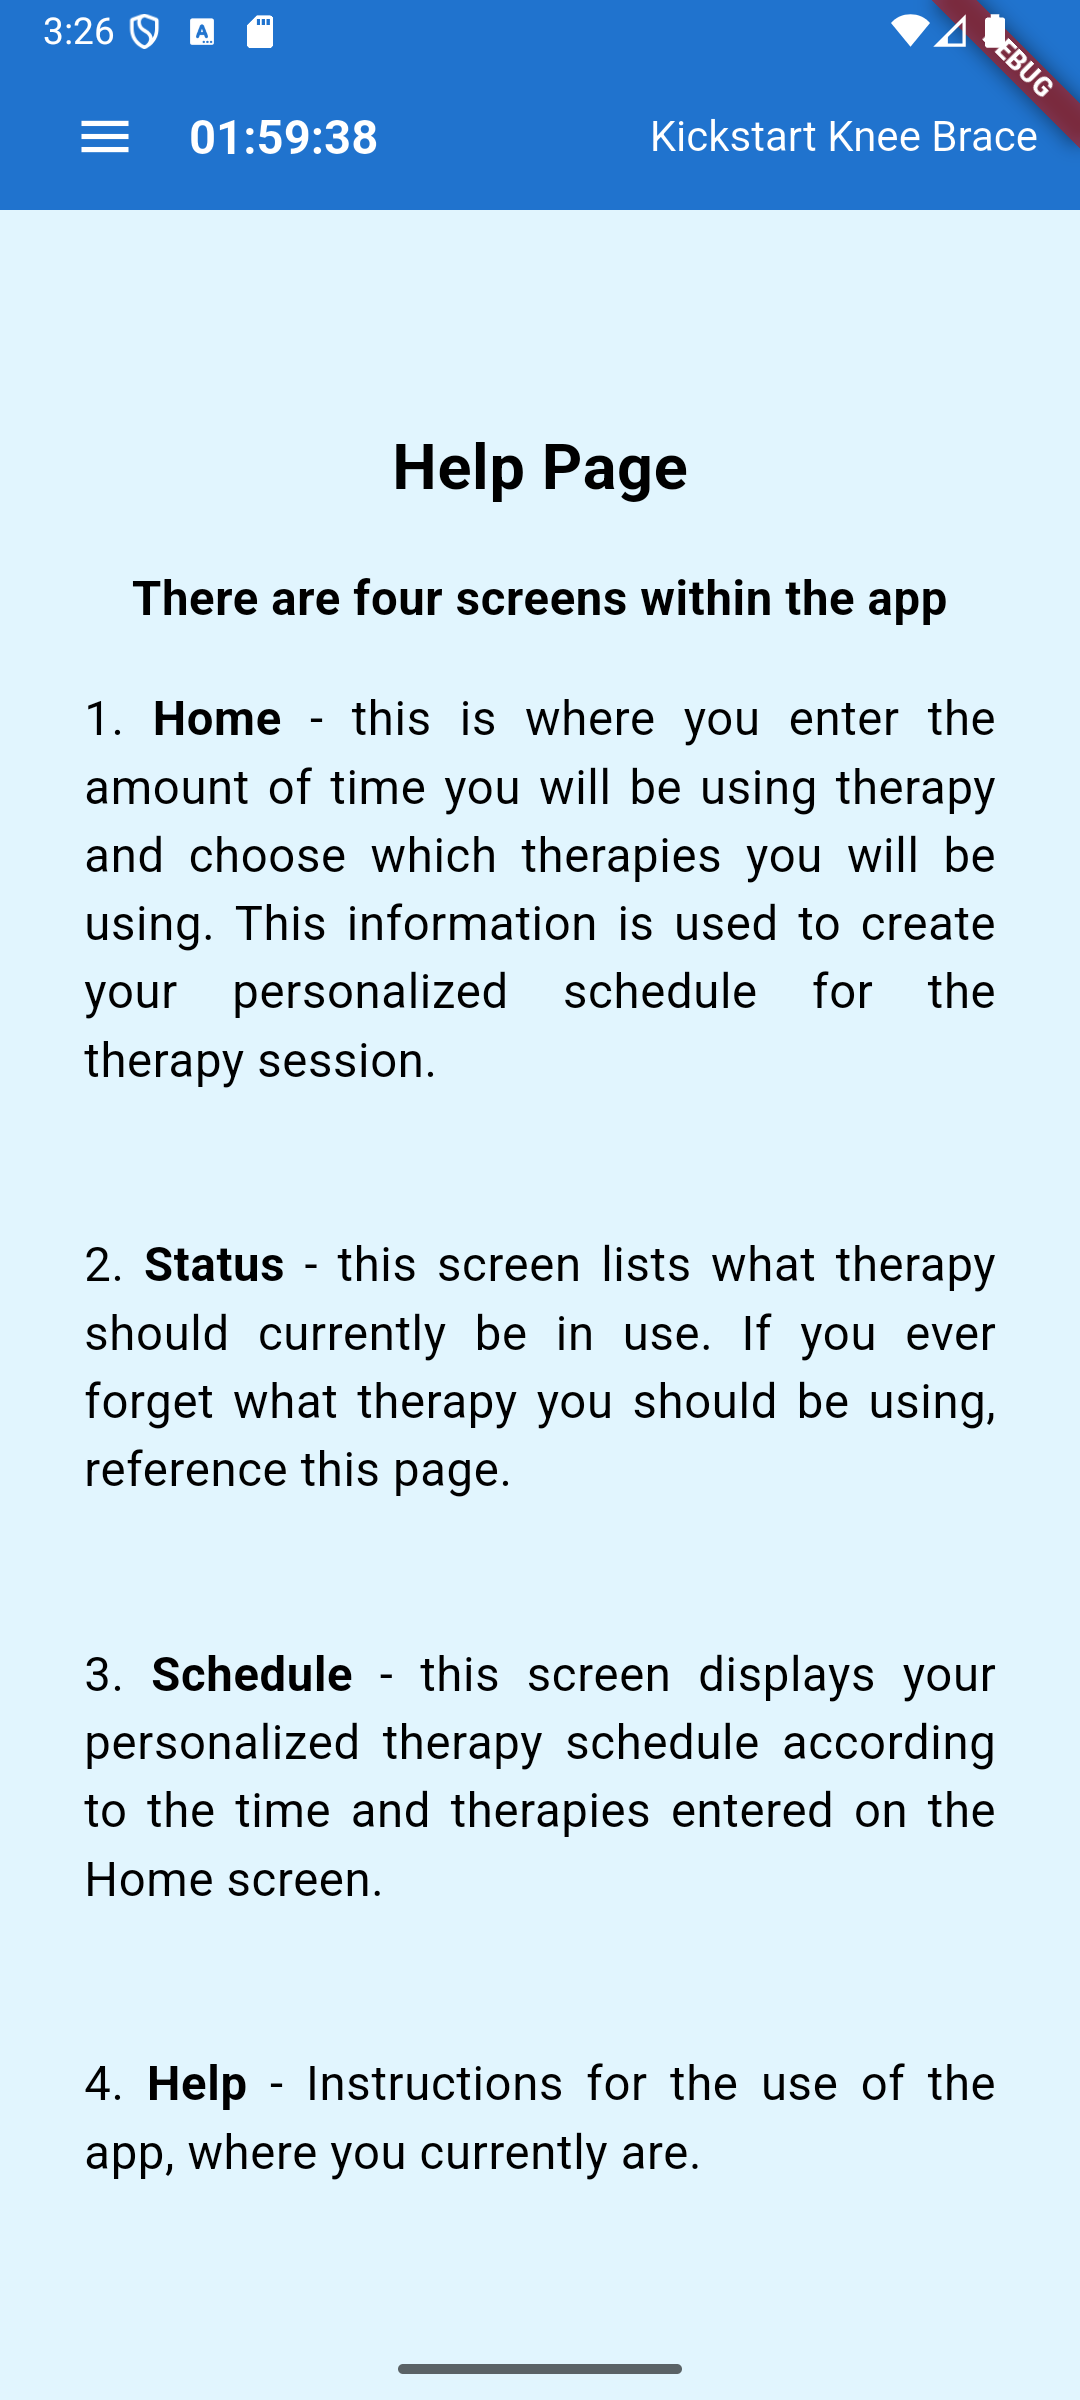 3:26
01:59:38
Kickstart Knee Brace
Help Page
There are four screens within the app
1. Home - this is where you enter the
amount of time you will be using therapy
and choose which therapies you will be
using. This information is used to create
your personalized schedule for the
therapy session.
2. Status - this screen lists what therapy
should currently be in use. If you ever
forget what therapy you should be using,
reference this page.
3. Schedule - this screen displays your
personalized therapy schedule according
to the time and therapies entered on the
Home screen.
4. Help - Instructions for the use of the
app, where you currently are.